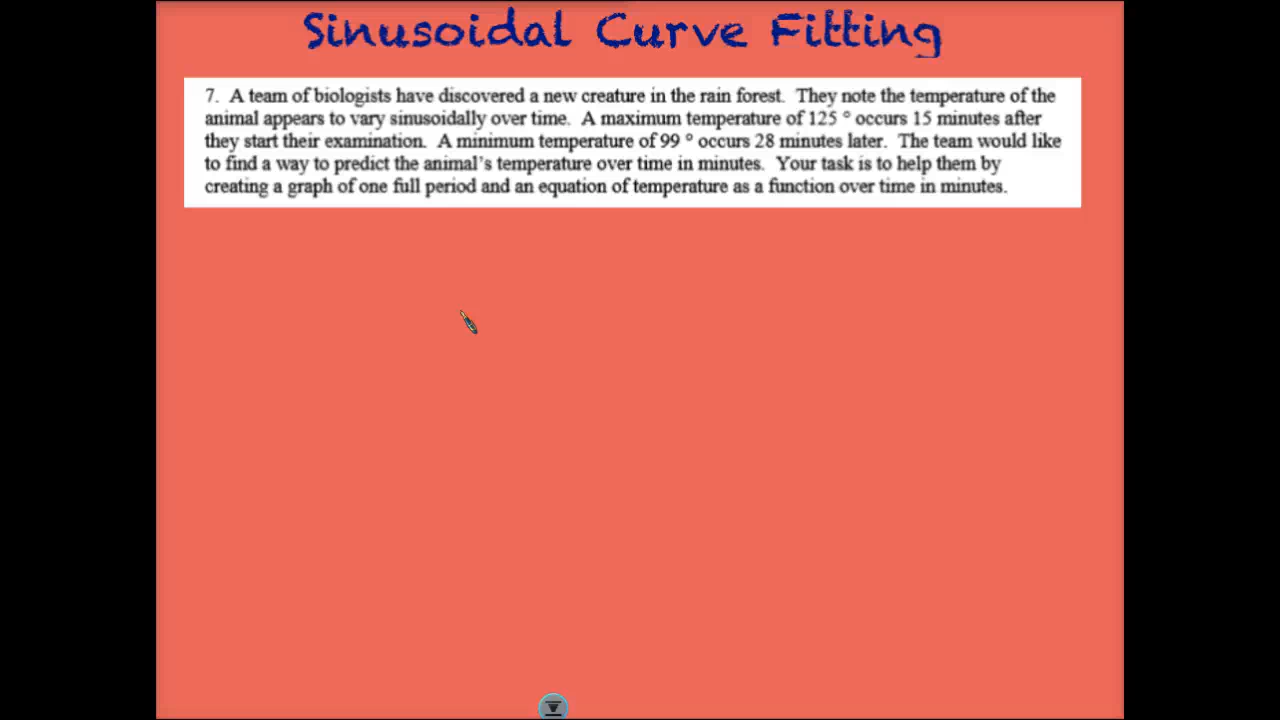 Sinusoidal Curve Fitting
7. A team of biologists have discovered a new creature in the rain forest. They note the temperature of the
animal appears to vary sinusoidally over time. A maximum temperature of 125 ° occurs 15 minutes after
they start their examination. A minimum temperature of 99 ° occurs 28 minutes later. The team would like
to find a way to predict the animal's temperature over time in minutes. Your task is to help them by
creating a graph of one full period and an equation of temperature as a function over time in minutes.